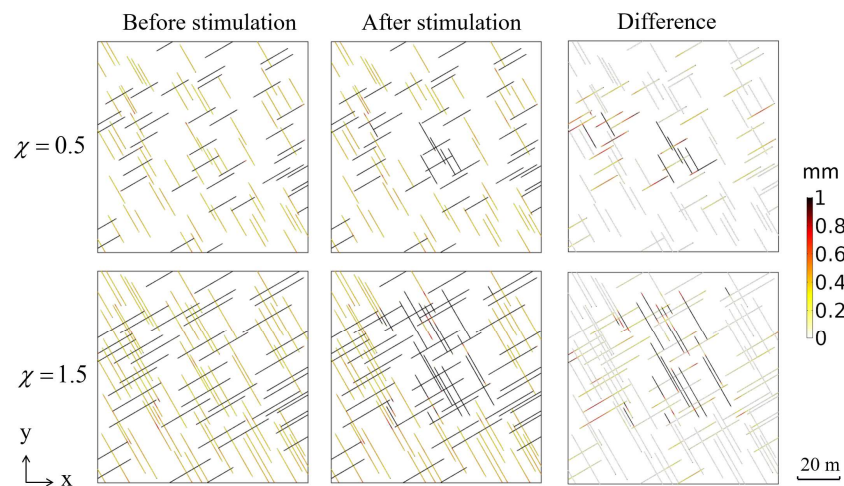 Before stimulation After stimulation Difference
χ = 0.5
mm
1
0.8
0.6
0.4
0.2
0
χ = 1.5
y
x
20 m